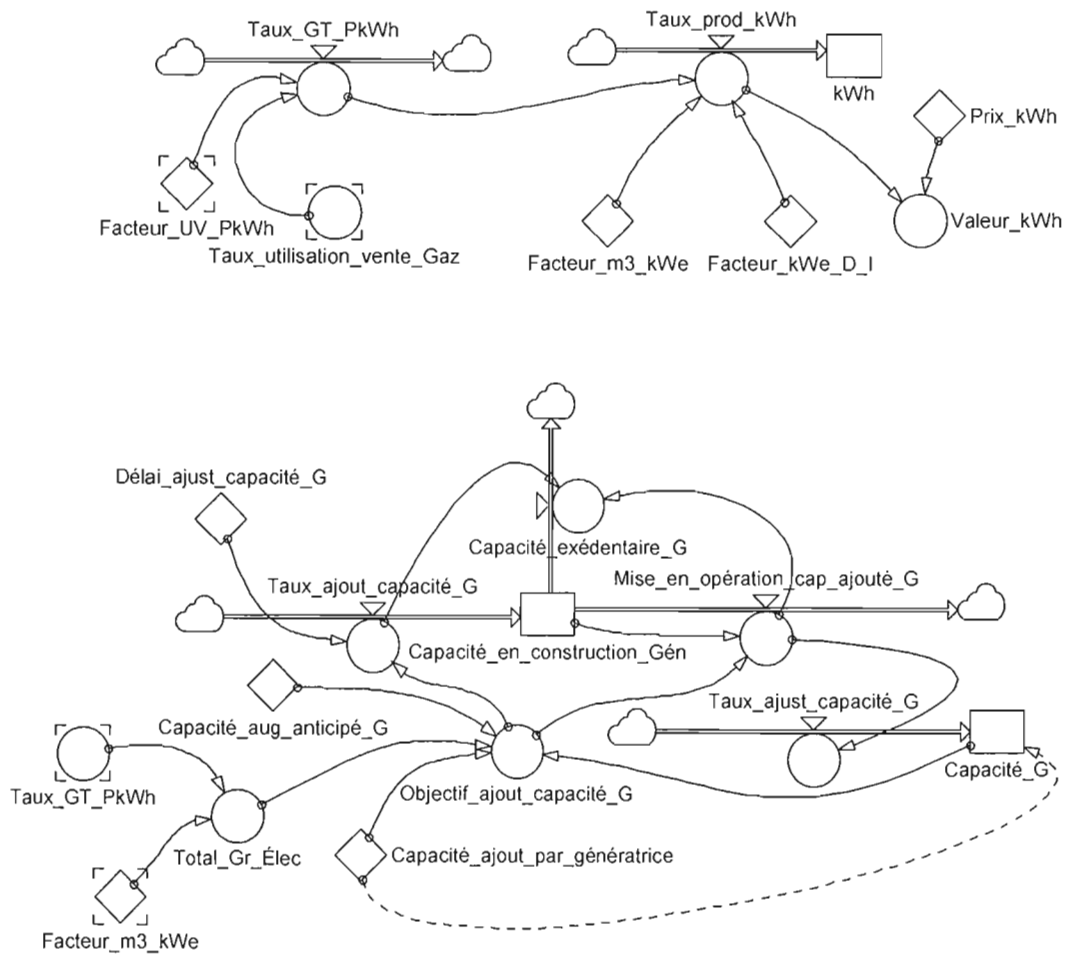 Taux_GT_PkWh
Taux_prod_kWh
kWh
Prix_kWh
Facteur_UV_PkWh
Taux_utilisation_vente_Gaz
Facteur_m3_kWe
Facteur_kWe_D_I
Valeur_kWh
Délai_ajust_capacité_G
Capacité_exédentaire_G
Taux_ajout_capacité_G
Mise_en_opération_cap_ajouté_G
Capacité_en_construction_Gén
Capacité_aug_anticipé_G
Taux_ajust_capacité_G
Taux_GT_PkWh
Objectif_ajout_capacité_G
Capacité_G
Total_Gr_Élec
Capacité_ajout_par_génératrice
Facteur_m3_kWe